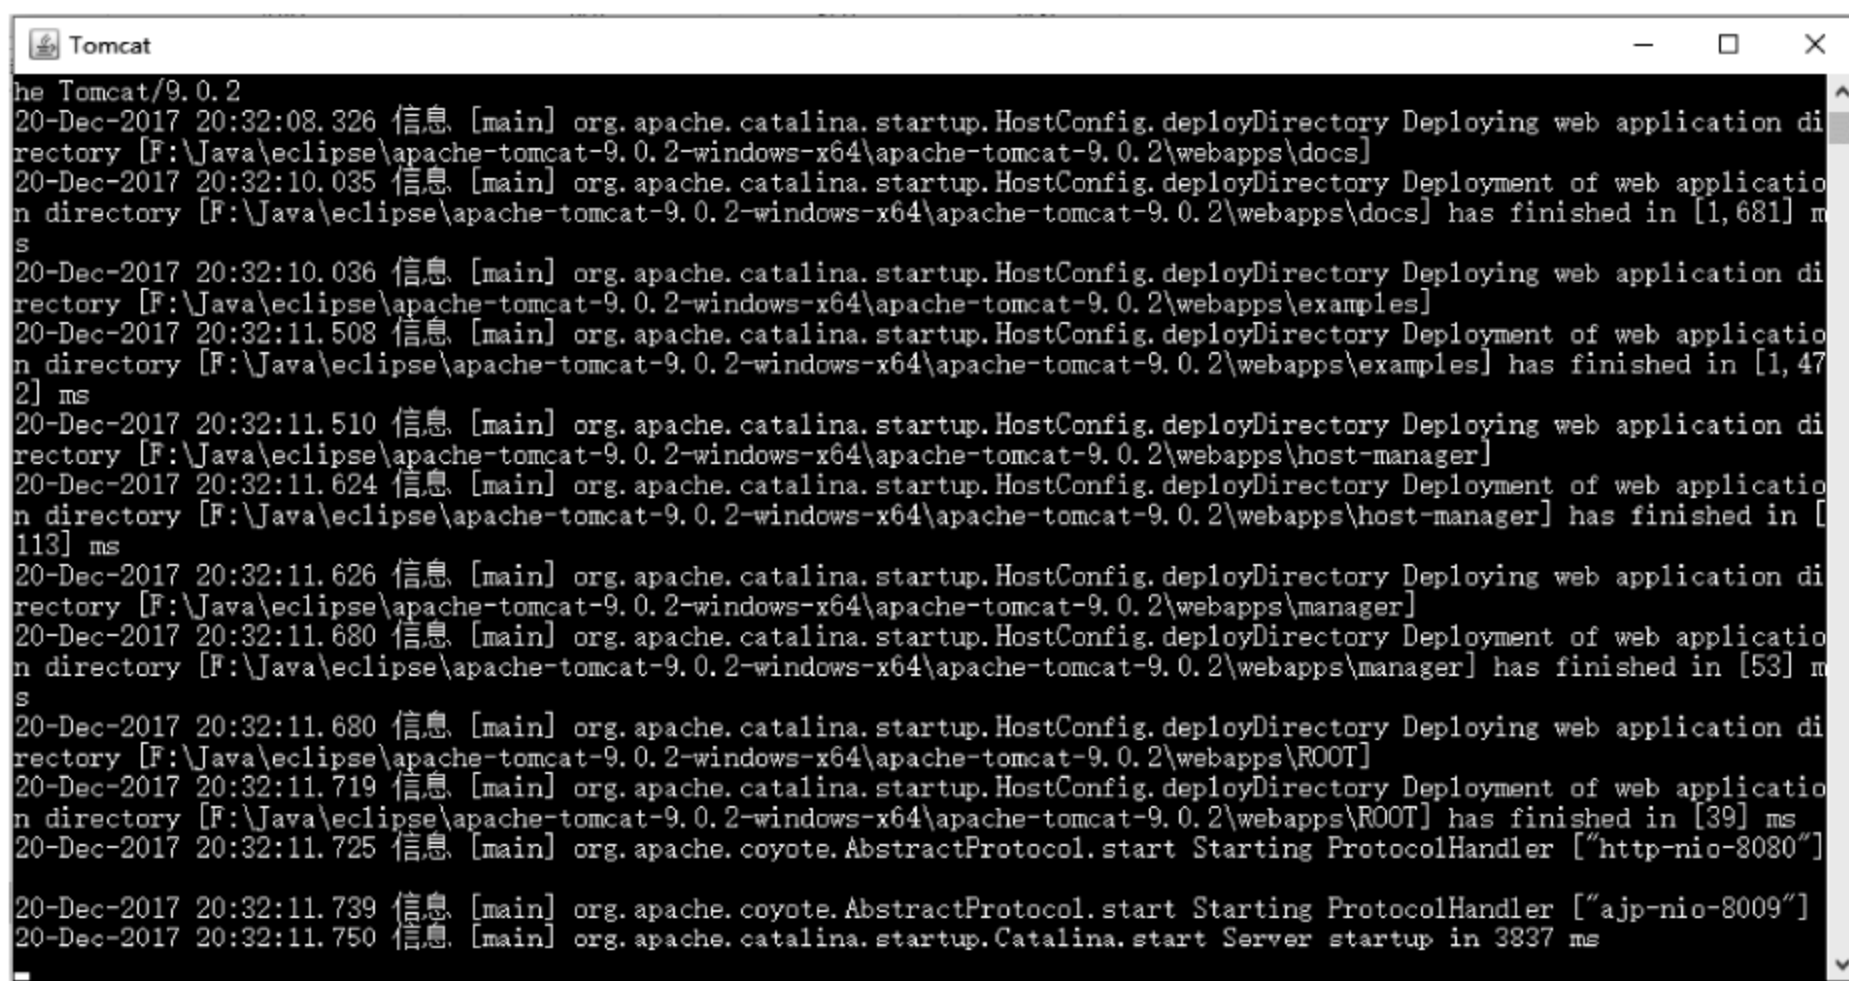 Tomcat
he Tomcat/9.0.2
20-Dec-2017 20:32:08.326 信息 [main] org.apache.catalina.startup.HostConfig.deployDirectory Deploying web application di
rectory [F:\Java\eclipse\apache-tomcat-9.0.2-windows-x64\apache-tomcat-9.0.2\webapps\docs]
20-Dec-2017 20:32:10.035 信息 [main] org.apache.catalina.startup.HostConfig.deployDirectory Deployment of web applicatio
n directory [F:\Java\eclipse\apache-tomcat-9.0.2-windows-x64\apache-tomcat-9.0.2\webapps\docs] has finished in [1,681] m
s
20-Dec-2017 20:32:10.036 信息 [main] org.apache.catalina.startup.HostConfig.deployDirectory Deploying web application di
rectory [F:\Java\eclipse\apache-tomcat-9.0.2-windows-x64\apache-tomcat-9.0.2\webapps\examples]
20-Dec-2017 20:32:11.508 信息 [main] org.apache.catalina.startup.HostConfig.deployDirectory Deployment of web applicatio
n directory [F:\Java\eclipse\apache-tomcat-9.0.2-windows-x64\apache-tomcat-9.0.2\webapps\examples] has finished in [1,47
2] ms
20-Dec-2017 20:32:11.510 信息 [main] org.apache.catalina.startup.HostConfig.deployDirectory Deploying web application di
rectory [F:\Java\eclipse\apache-tomcat-9.0.2-windows-x64\apache-tomcat-9.0.2\webapps\host-manager]
20-Dec-2017 20:32:11.624 信息 [main] org.apache.catalina.startup.HostConfig.deployDirectory Deployment of web applicatio
n directory [F:\Java\eclipse\apache-tomcat-9.0.2-windows-x64\apache-tomcat-9.0.2\webapps\host-manager] has finished in [
113] ms
20-Dec-2017 20:32:11.626 信息 [main] org.apache.catalina.startup.HostConfig.deployDirectory Deploying web application di
rectory [F:\Java\eclipse\apache-tomcat-9.0.2-windows-x64\apache-tomcat-9.0.2\webapps\manager]
20-Dec-2017 20:32:11.680 信息 [main] org.apache.catalina.startup.HostConfig.deployDirectory Deployment of web applicatio
n directory [F:\Java\eclipse\apache-tomcat-9.0.2-windows-x64\apache-tomcat-9.0.2\webapps\manager] has finished in [53] m
s
20-Dec-2017 20:32:11.680 信息 [main] org.apache.catalina.startup.HostConfig.deployDirectory Deploying web application di
rectory [F:\Java\eclipse\apache-tomcat-9.0.2-windows-x64\apache-tomcat-9.0.2\webapps\ROOT]
20-Dec-2017 20:32:11.719 信息 [main] org.apache.catalina.startup.HostConfig.deployDirectory Deployment of web applicatio
n directory [F:\Java\eclipse\apache-tomcat-9.0.2-windows-x64\apache-tomcat-9.0.2\webapps\ROOT] has finished in [39] ms
20-Dec-2017 20:32:11.725 信息 [main] org.apache.coyote.AbstractProtocol.start Starting ProtocolHandler ["http-nio-8080"]
20-Dec-2017 20:32:11.739 信息 [main] org.apache.coyote.AbstractProtocol.start Starting ProtocolHandler ["ajp-nio-8009"]
20-Dec-2017 20:32:11.750 信息 [main] org.apache.catalina.startup.Catalina.start Server startup in 3837 ms